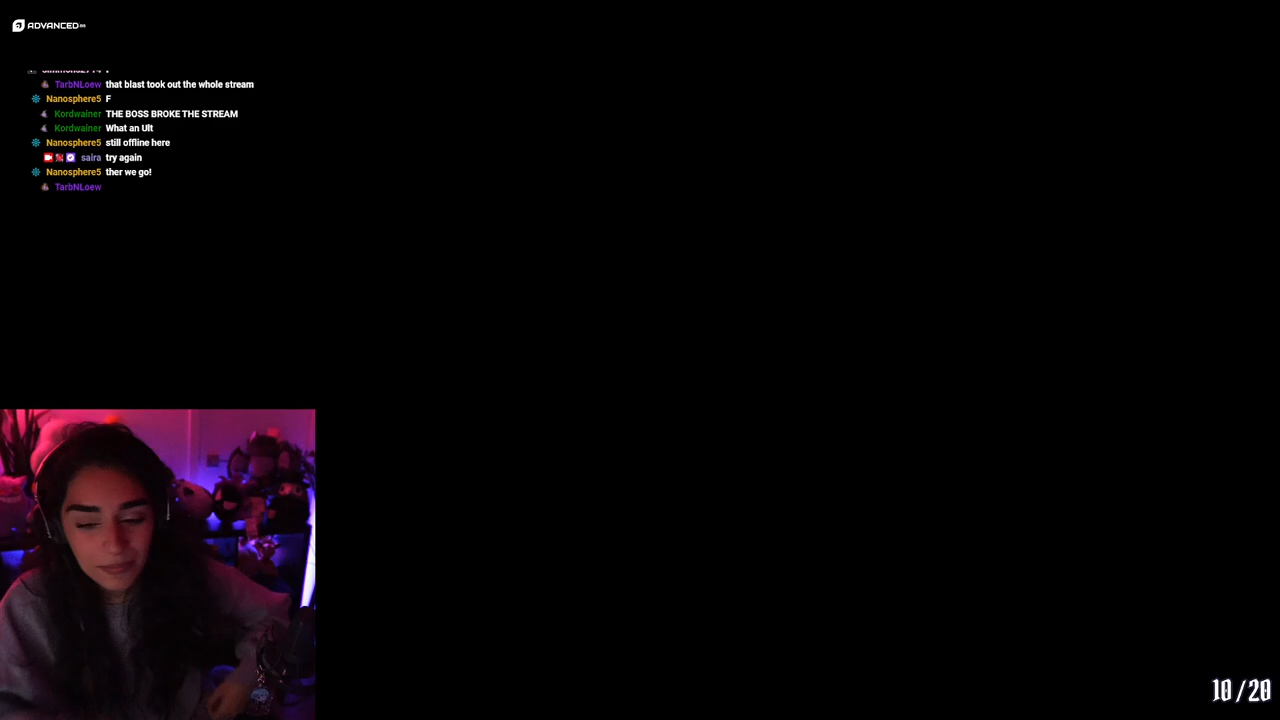 ADVANCED
TarbNLoew that blast took out the whole stream
Nanosphere5 F
Kordwainer THE BOSS BROKE THE STREAM
Kordwainer What an Ult
Nanosphere5 still offline here
saira try again
Nanosphere5 ther we go!
TarbNLoew
10/20